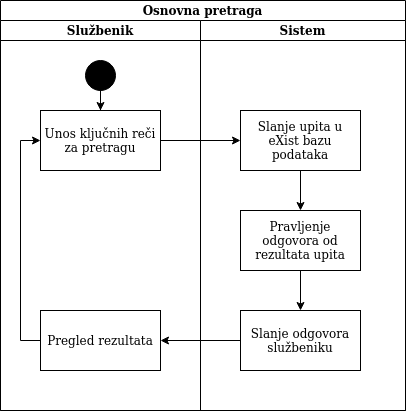 Osnovna pretraga
Službenik
Sistem
Unos ključnih reči
za pretragu
Slanje upita u
eXist bazu
podataka
Pravljenje
odgovora od
rezultata upita
Slanje odgovora
službeniku
Pregled rezultata